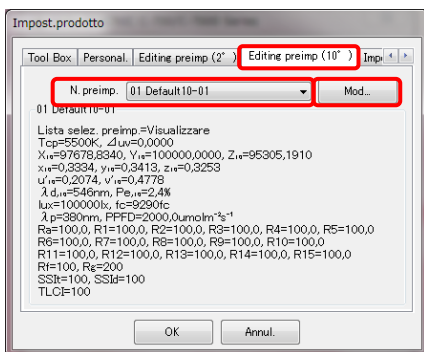 Impost.prodotto
Tool Box Personal. Editing preimp (2°) Editing preimp (10°) Imp
N. preimp. 01 Default10-01 Mod...
01 Default10-01
Lista selez. preimp.=Visualizzare
Tcp=5500K, ⊿uv=0,0000
X₁₀=97678,8340, Y₁₀=100000,0000, Z₁₀=95305,1910
x₁₀=0,3334, y₁₀=0,3413, z₁₀=0,3253
u'₁₀=0,2074, v'₁₀=0,4778
λd,₁₀=546nm, Pe,₁₀=2,4%
lux=100000lx, fc=9290fc
λp=380nm, PPFD=2000,0umolm⁻²s⁻¹
Ra=100,0, R1=100,0, R2=100,0, R3=100,0, R4=100,0, R5=100,0
R6=100,0, R7=100,0, R8=100,0, R9=100,0, R10=100,0
R11=100,0, R12=100,0, R13=100,0, R14=100,0, R15=100,0
Rf=100, Rg=200
SSIt=100, SSId=100
TLCI=100
OK Annul.